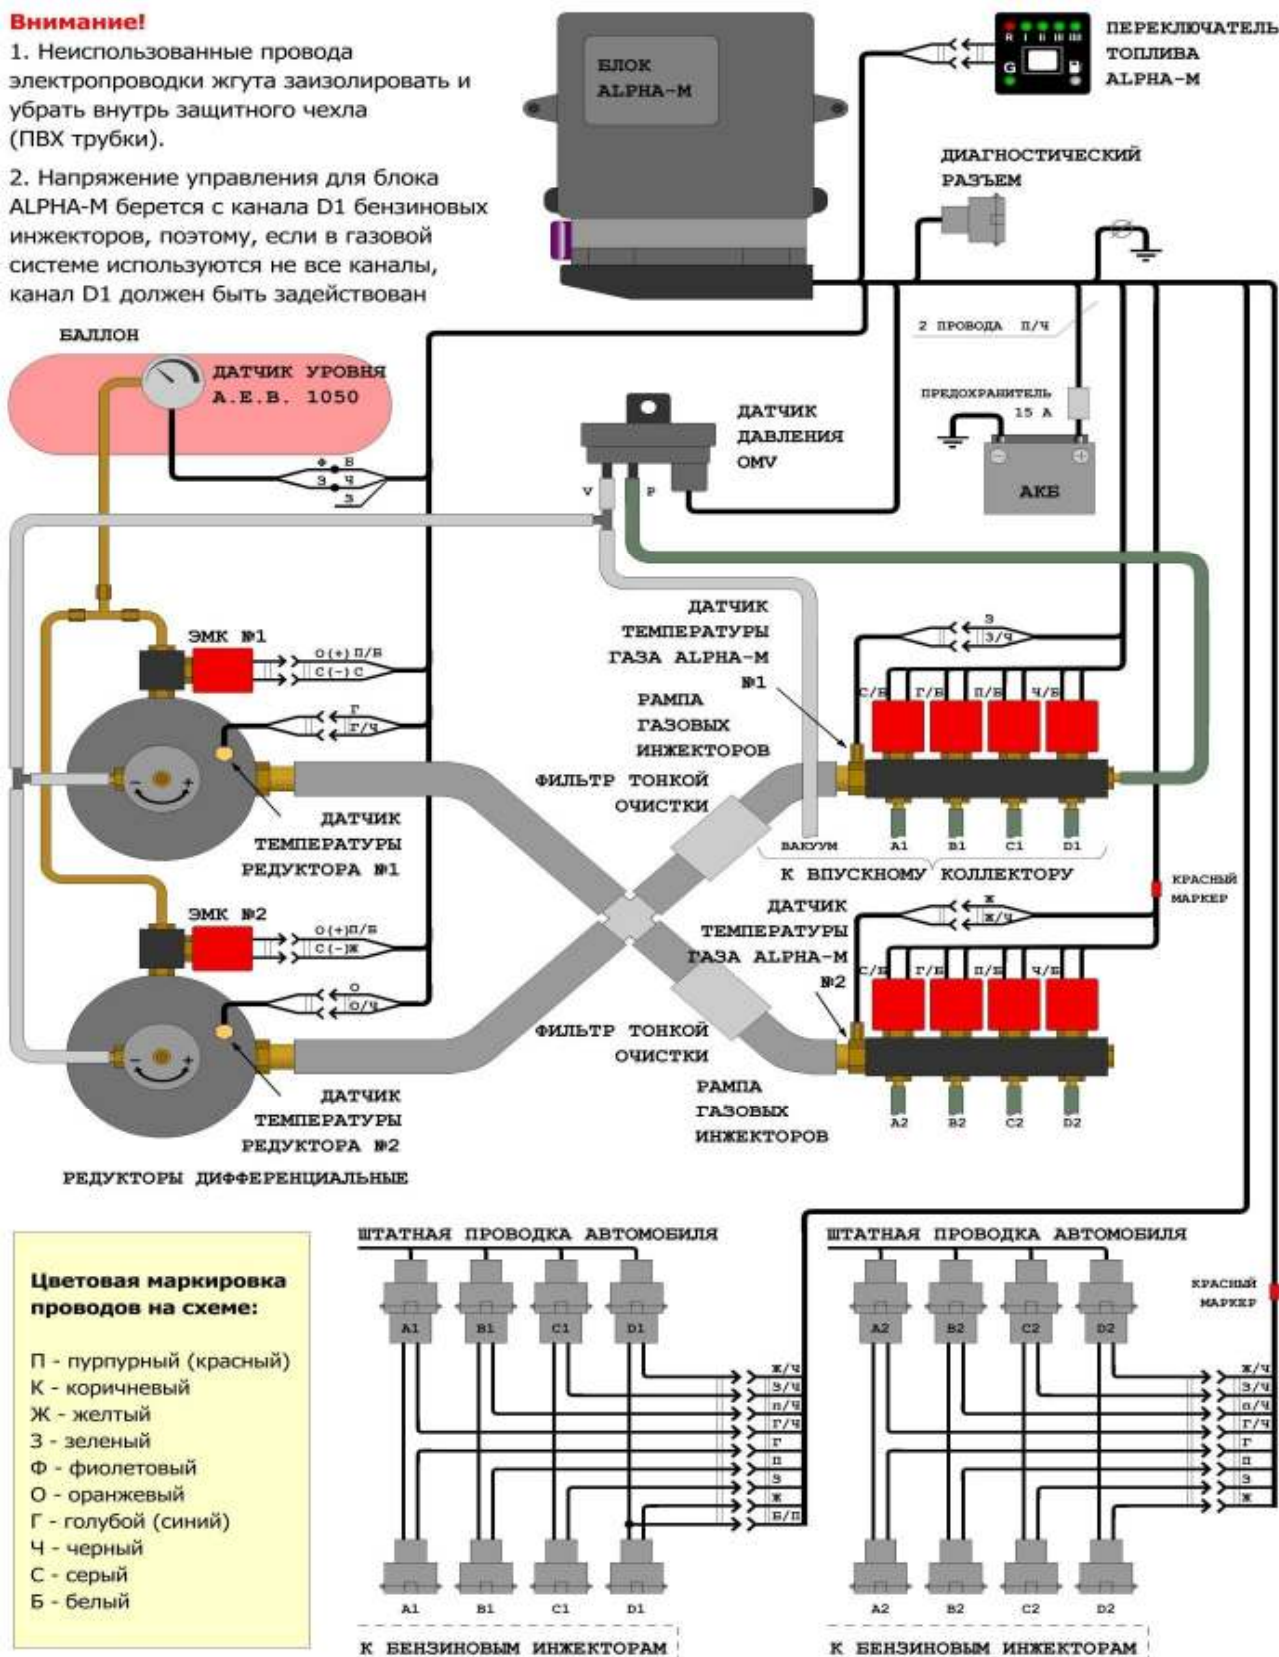 Внимание!
1. Неиспользованные провода
электропроводки жгута заизолировать и
убрать внутрь защитного чехла
(ПВХ трубки).
2. Напряжение управления для блока
ALPHA-M берется с канала D1 бензиновых
инжекторов, поэтому, если в газовой
системе используются не все каналы,
канал D1 должен быть задействован
БЛОК
ALPHA-M
R I II III IIII
G
ПЕРЕКЛЮЧАТЕЛЬ
ТОПЛИВА
ALPHA-M
ДИАГНОСТИЧЕСКИЙ
РАЗЪЕМ
2 ПРОВОДА П/Ч
ПРЕДОХРАНИТЕЛЬ
15 А
АКБ
БАЛЛОН
ДАТЧИК УРОВНЯ
A.E.B. 1050
Ф Б
З Ч
З
ДАТЧИК
ДАВЛЕНИЯ
OMV
V P
ЭМК №1
О(+)П/Б
С(-)С
Г
Г/Ч
ДАТЧИК
ТЕМПЕРАТУРЫ
РЕДУКТОРА №1
ДАТЧИК
ТЕМПЕРАТУРЫ
ГАЗА ALPHA-M
№1
З
З/Ч
С/Б Г/Б П/Б Ч/Б
РАМПА
ГАЗОВЫХ
ИНЖЕКТОРОВ
ФИЛЬТР ТОНКОЙ
ОЧИСТКИ
ВАКУУМ A1 B1 C1 D1
К ВПУСКНОМУ КОЛЛЕКТОРУ
КРАСНЫЙ
МАРКЕР
ЭМК №2
О(+)П/Б
С(-)Ж
О
О/Ч
ДАТЧИК
ТЕМПЕРАТУРЫ
РЕДУКТОРА №2
РЕДУКТОРЫ ДИФФЕРЕНЦИАЛЬНЫЕ
ДАТЧИК
ТЕМПЕРАТУРЫ
ГАЗА ALPHA-M
№2
Ж
Ж/Ч
С/Б Г/Б П/Б Ч/Б
ФИЛЬТР ТОНКОЙ
ОЧИСТКИ
РАМПА
ГАЗОВЫХ
ИНЖЕКТОРОВ
A2 B2 C2 D2
Цветовая маркировка
проводов на схеме:
П - пурпурный (красный)
К - коричневый
Ж - желтый
З - зеленый
Ф - фиолетовый
О - оранжевый
Г - голубой (синий)
Ч - черный
С - серый
Б - белый
ШТАТНАЯ ПРОВОДКА АВТОМОБИЛЯ
A1 B1 C1 D1
Ж/Ч
З/Ч
П/Ч
Г/Ч
Г
П
З
Ж
Б/П
A1 B1 C1 D1
К БЕНЗИНОВЫМ ИНЖЕКТОРАМ
ШТАТНАЯ ПРОВОДКА АВТОМОБИЛЯ
КРАСНЫЙ
МАРКЕР
A2 B2 C2 D2
Ж/Ч
З/Ч
П/Ч
Г/Ч
Г
П
З
Ж
A2 B2 C2 D2
К БЕНЗИНОВЫМ ИНЖЕКТОРАМ